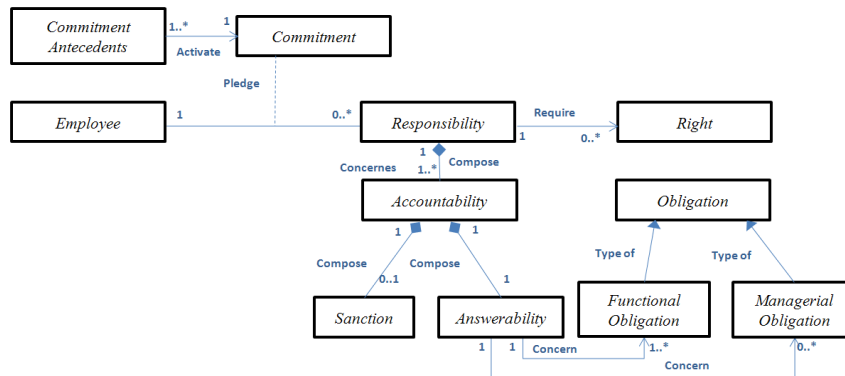 Commitment
Antecedents
1..*
1
Commitment
Activate
Pledge
Employee
1
0..*
Responsibility
Require
1
0..*
Right
1
Compose
Concernes
1..*
Accountability
Obligation
1
1
Type of
Type of
Compose
Compose
0..1
1
Sanction
Answerability
Functional
Obligation
Managerial
Obligation
1
1
Concern
1..*
Concern
0..*